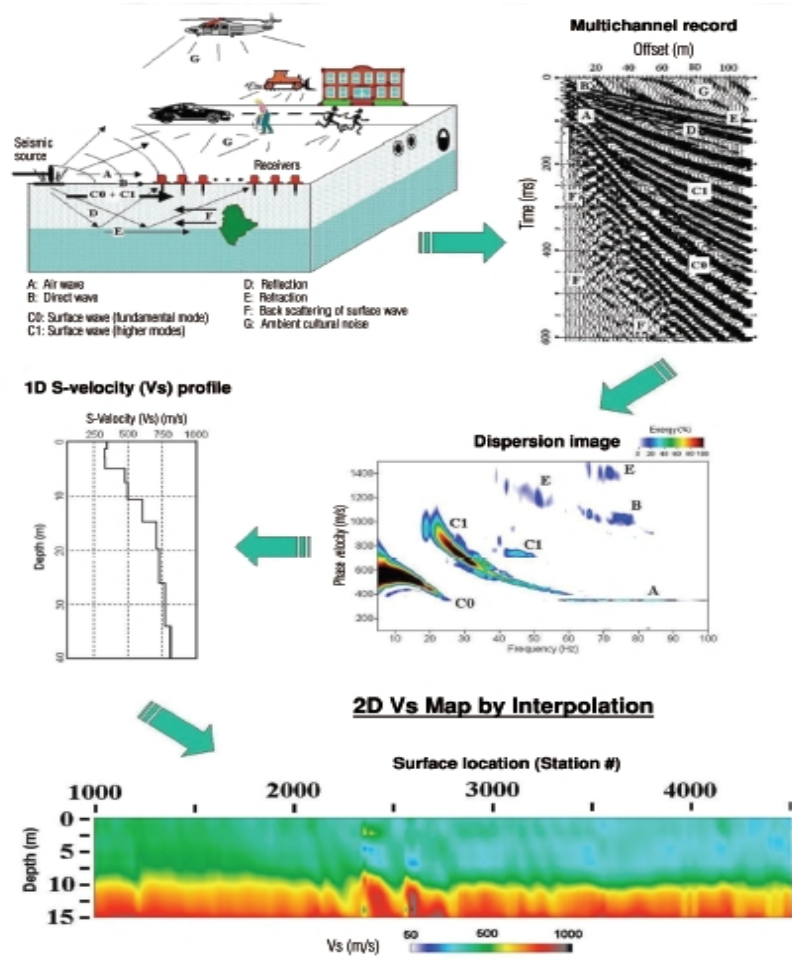 Multichannel record
Offset (m)
20 40 60 80 100
Time (ms)
0
200
400
600
B
A
G
E
D
C1
F
C0
F
F
G
G
Seismic
source
Receivers
A
B
C0 + C1
D
E
F
A: Air wave
B: Direct wave
C0: Surface wave (fundamental mode)
C1: Surface wave (higher modes)
D: Reflection
E: Refraction
F: Back scattering of surface wave
G: Ambient cultural noise
1D S-velocity (Vs) profile
S-Velocity (Vs) (m/s)
250 500 750 1000
Depth (m)
0
10
20
30
40
Dispersion image
Energy (%)
0 20 40 60 80 100
Phase velocity (m/s)
1400
1200
1000
800
600
400
200
E
E
B
C1
C1
A
C0
10 20 30 40 50 60 70 80 90 100
Frequency (Hz)
2D Vs Map by Interpolation
Surface location (Station #)
1000 2000 3000 4000
Depth (m)
0
5
10
15
Vs (m/s)
50 500 1000